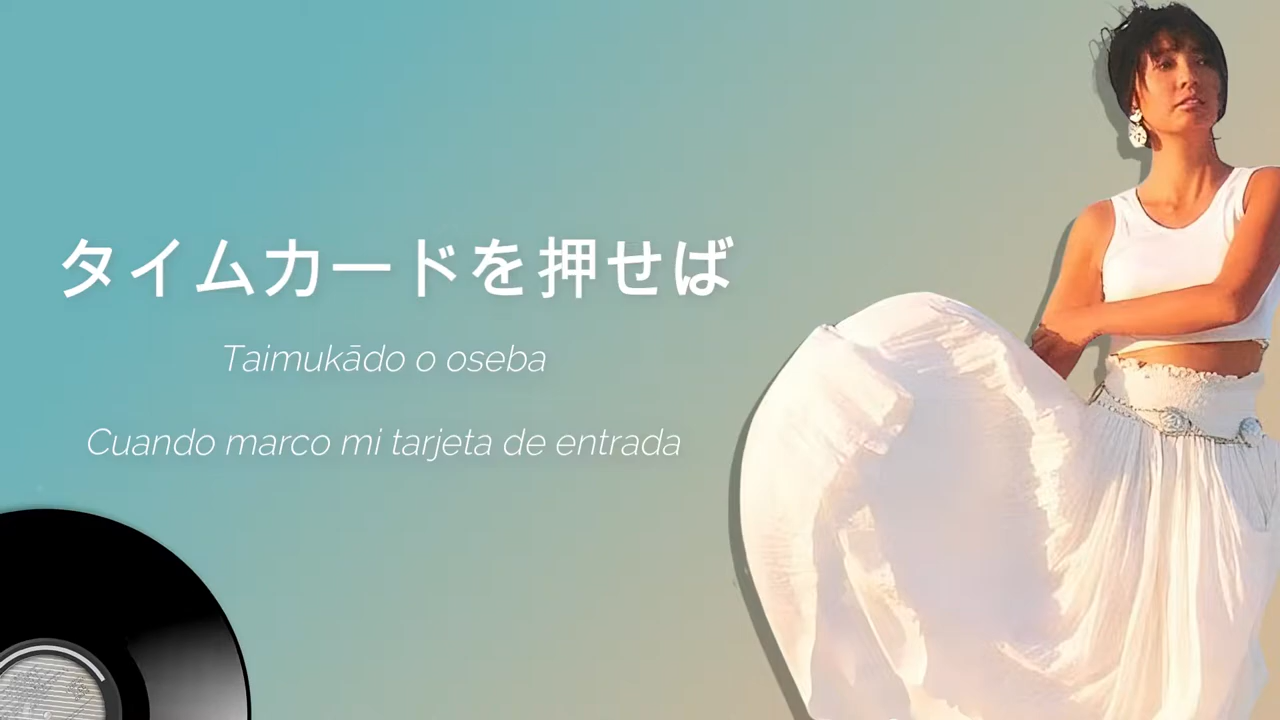 タイムカードを押せば
Taimukādo o oseba
Cuando marco mi tarjeta de entrada